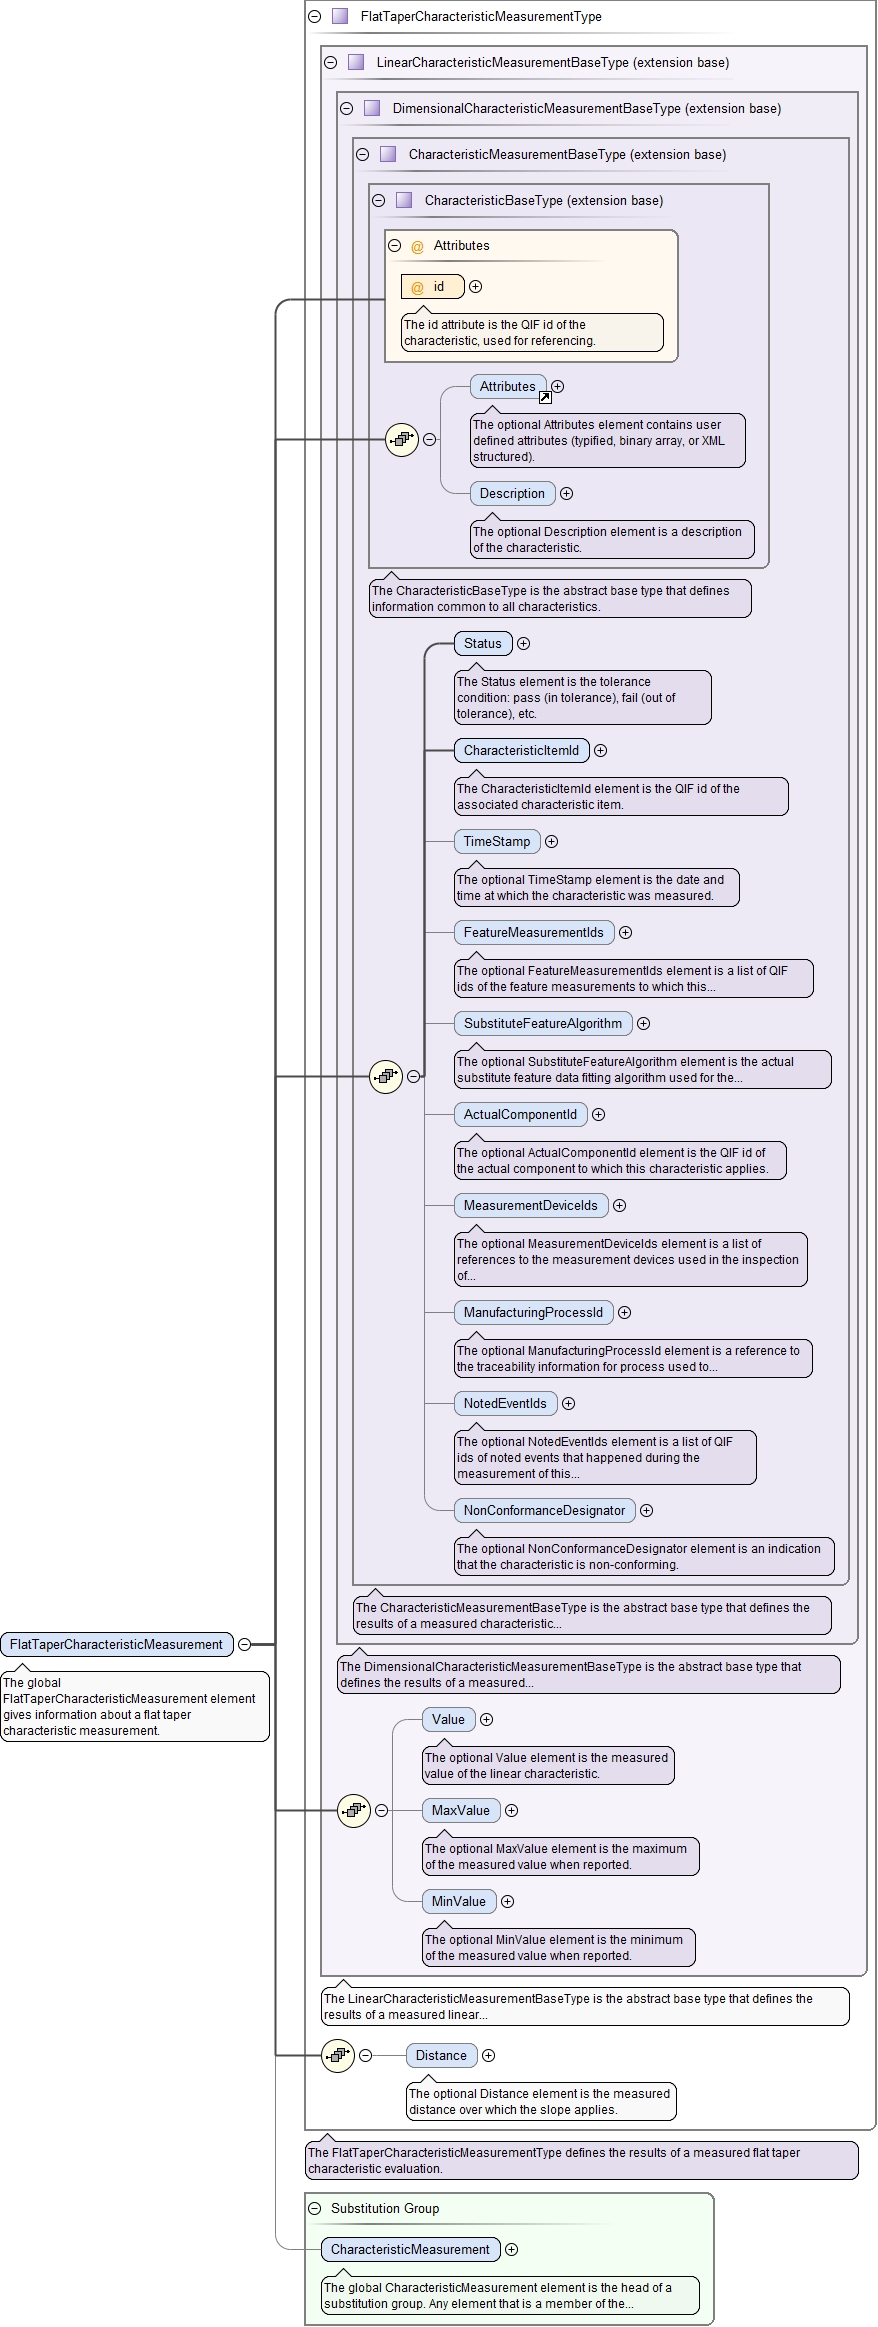 FlatTaperCharacteristicMeasurementType
LinearCharacteristicMeasurementBaseType (extension base)
DimensionalCharacteristicMeasurementBaseType (extension base)
CharacteristicMeasurementBaseType (extension base)
CharacteristicBaseType (extension base)
@ Attributes
@ id
The id attribute is the QIF id of the
characteristic, used for referencing.
Attributes
The optional Attributes element contains user
defined attributes (typified, binary array, or XML
structured).
Description
The optional Description element is a description
of the characteristic.
The CharacteristicBaseType is the abstract base type that defines
information common to all characteristics.
Status
The Status element is the tolerance
condition: pass (in tolerance), fail (out of
tolerance), etc.
CharacteristicItemId
The CharacteristicItemId element is the QIF id of the
associated characteristic item.
TimeStamp
The optional TimeStamp element is the date and
time at which the characteristic was measured.
FeatureMeasurementIds
The optional FeatureMeasurementIds element is a list of QIF
ids of the feature measurements to which this...
SubstituteFeatureAlgorithm
The optional SubstituteFeatureAlgorithm element is the actual
substitute feature data fitting algorithm used for the...
ActualComponentId
The optional ActualComponentId element is the QIF id of
the actual component to which this characteristic applies.
MeasurementDeviceIds
The optional MeasurementDeviceIds element is a list of
references to the measurement devices used in the inspection
of...
ManufacturingProcessId
The optional ManufacturingProcessId element is a reference to
the traceability information for process used to...
NotedEventIds
The optional NotedEventIds element is a list of QIF
ids of noted events that happened during the
measurement of this...
NonConformanceDesignator
The optional NonConformanceDesignator element is an indication
that the characteristic is non-conforming.
The CharacteristicMeasurementBaseType is the abstract base type that defines the
results of a measured characteristic...
FlatTaperCharacteristicMeasurement
The global
FlatTaperCharacteristicMeasurement element
gives information about a flat taper
characteristic measurement.
The DimensionalCharacteristicMeasurementBaseType is the abstract base type that
defines the results of a measured...
Value
The optional Value element is the measured
value of the linear characteristic.
MaxValue
The optional MaxValue element is the maximum
of the measured value when reported.
MinValue
The optional MinValue element is the minimum
of the measured value when reported.
The LinearCharacteristicMeasurementBaseType is the abstract base type that defines the
results of a measured linear...
Distance
The optional Distance element is the measured
distance over which the slope applies.
The FlatTaperCharacteristicMeasurementType defines the results of a measured flat taper
characteristic evaluation.
Substitution Group
CharacteristicMeasurement
The global CharacteristicMeasurement element is the head of a
substitution group. Any element that is a member of the...